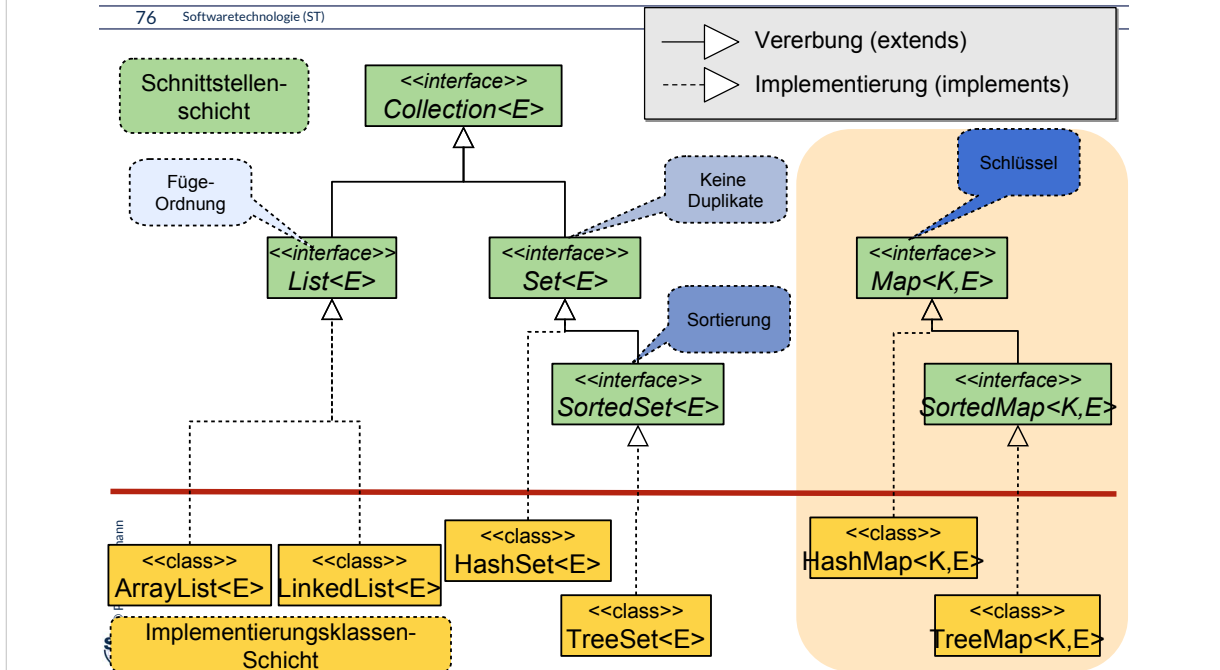 76 Softwaretechnologie (ST)
Vererbung (extends)
Implementierung (implements)
Schnittstellen-
schicht
<<interface>>
Collection<E>
Füge-
Ordnung
Keine
Duplikate
Schlüssel
<<interface>>
List<E>
<<interface>>
Set<E>
<<interface>>
Map<K,E>
Sortierung
<<interface>>
SortedSet<E>
<<interface>>
SortedMap<K,E>
<<class>>
ArrayList<E>
<<class>>
LinkedList<E>
<<class>>
HashSet<E>
<<class>>
HashMap<K,E>
<<class>>
TreeSet<E>
<<class>>
TreeMap<K,E>
Implementierungsklassen-
Schicht